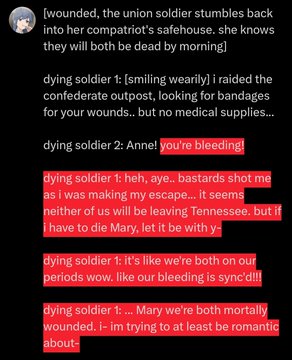 [wounded, the union soldier stumbles back
into her compatriot's safehouse. she knows
they will both be dead by morning]
dying soldier 1: [smiling wearily] i raided the
confederate outpost, looking for bandages
for your wounds.. but no medical supplies...
dying soldier 2: Anne! you're bleeding!
dying soldier 1: heh, aye.. bastards shot me
as i was making my escape... it seems
neither of us will be leaving Tennessee. but if
i have to die Mary, let it be with y-
dying soldier 1: it's like we're both on our
periods wow. like our bleeding is sync'd!!!
dying soldier 1: ... Mary we're both mortally
wounded. i- im trying to at least be romantic
about-